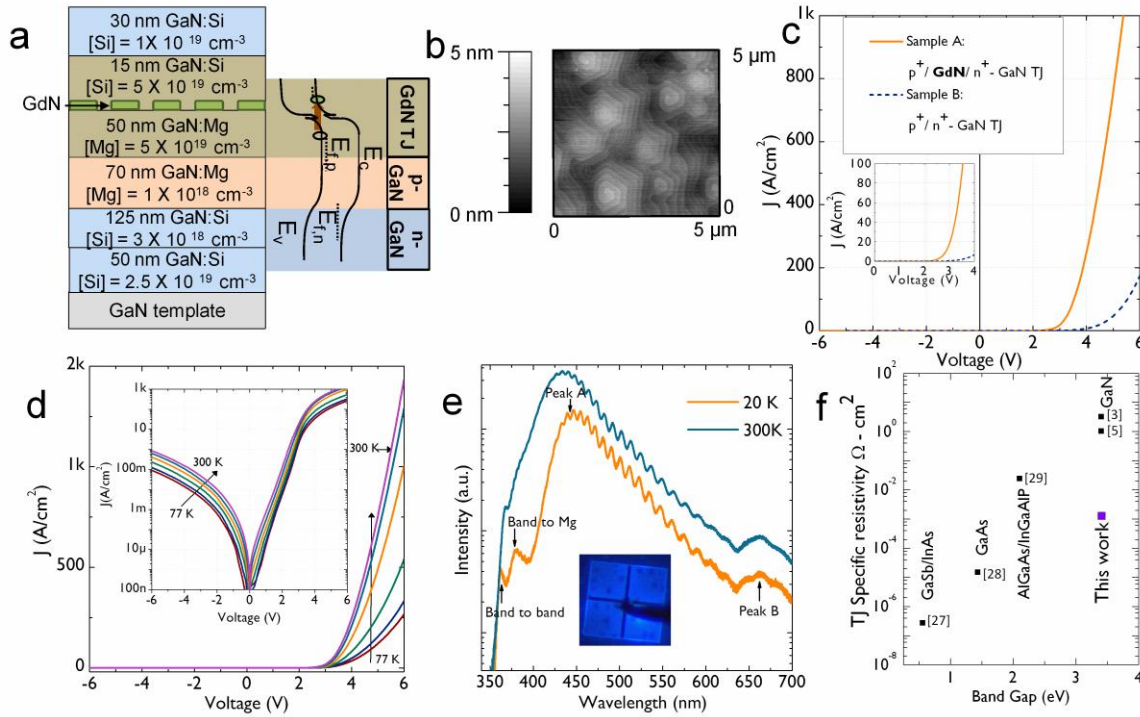 a
30 nm GaN:Si
[Si] = 1X 10 19 cm-3
15 nm GaN:Si
[Si] = 5 X 10 19 cm-3
GdN
50 nm GaN:Mg
[Mg] = 5 X 10 19 cm-3
70 nm GaN:Mg
[Mg] = 1 X 10 18 cm-3
125 nm GaN:Si
[Si] = 3 X 10 18 cm-3
50 nm GaN:Si
[Si] = 2.5 X 10 19 cm-3
GaN template
Ef,p
Ec
Ef,n
Ev
GdN TJ
p-
GaN
n-
GaN
b
5 nm
0 nm
5 µm
0
0
5 µm
c
1k
800
600
400
200
0
J (A/cm2)
-6 -4 -2 0 2 4 6
Voltage (V)
Sample A:
p+/ GdN/ n+- GaN TJ
Sample B:
p+/ n+- GaN TJ
100
80
60
40
20
0
J (A/cm2)
0 1 2 3 4
Voltage (V)
d
2k
1k
500
0
J (A/cm2)
-6 -4 -2 0 2 4 6
Voltage (V)
300 K
77 K
1k
10
100m
1m
10µ
100n
J(A/cm2)
-6 -4 -2 0 2 4 6
Voltage (V)
300 K
77 K
e
Intensity (a.u.)
Peak A
20 K
300K
Band to Mg
Band to band
Peak B
350 400 450 500 550 600 650 700
Wavelength (nm)
f
TJ Specific resistivity Ω - cm 2
10 2
10 0
10 -2
10 -4
10 -6
10 -8
GaSb/InAs
[27]
GaAs
[28]
AlGaAs/InGaAlP
[29]
GaN
[3]
[5]
This work
0 1 2 3 4
Band Gap (eV)